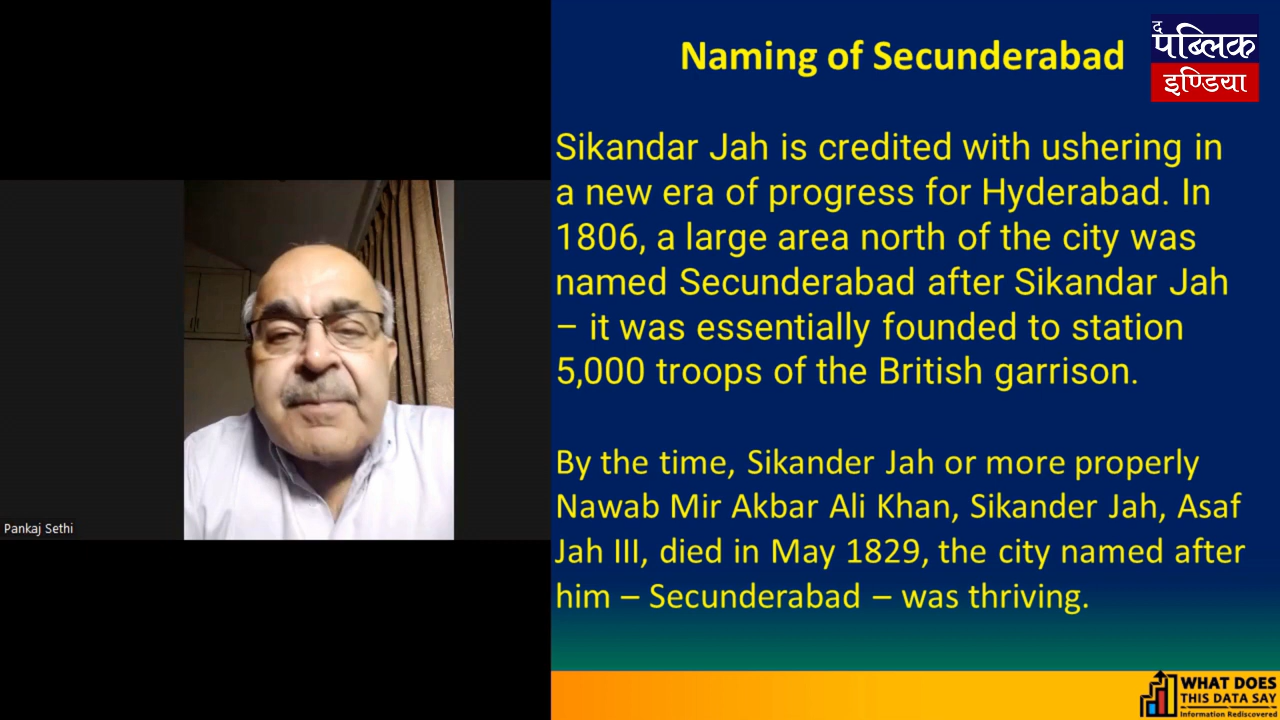 Naming of Secunderabad
द
पब्लिक
इण्डिया
Sikandar Jah is credited with ushering in
a new era of progress for Hyderabad. In
1806, a large area north of the city was
named Secunderabad after Sikandar Jah
– it was essentially founded to station
5,000 troops of the British garrison.
By the time, Sikander Jah or more properly
Nawab Mir Akbar Ali Khan, Sikander Jah, Asaf
Jah III, died in May 1829, the city named after
him – Secunderabad – was thriving.
Pankaj Sethi
WHAT DOES
THIS DATA SAY
Information Rediscovered